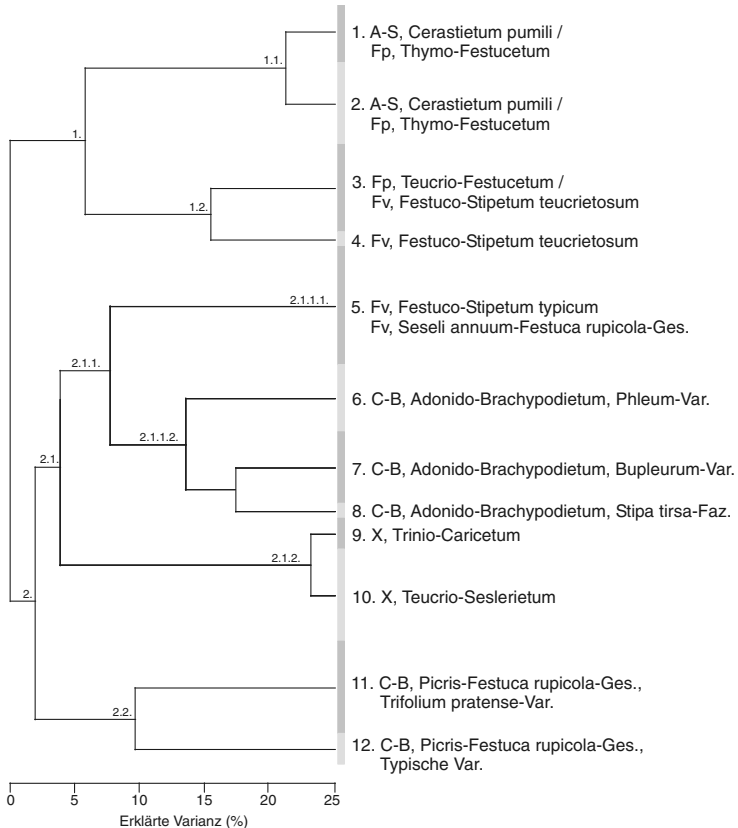 1. A-S, Cerastietum pumili /
Fp, Thymo-Festucetum
1.1.
2. A-S, Cerastietum pumili /
Fp, Thymo-Festucetum
1.
3. Fp, Teucrio-Festucetum /
Fv, Festuco-Stipetum teucrietosum
1.2.
4. Fv, Festuco-Stipetum teucrietosum
2.1.1.1.
5. Fv, Festuco-Stipetum typicum
Fv, Seseli annuum-Festuca rupicola-Ges.
2.1.1.
6. C-B, Adonido-Brachypodietum, Phleum-Var.
2.1.1.2.
2.1.
7. C-B, Adonido-Brachypodietum, Bupleurum-Var.
8. C-B, Adonido-Brachypodietum, Stipa tirsa-Faz.
9. X, Trinio-Caricetum
2.1.2.
10. X, Teucrio-Seslerietum
2.
11. C-B, Picris-Festuca rupicola-Ges.,
Trifolium pratense-Var.
2.2.
12. C-B, Picris-Festuca rupicola-Ges.,
Typische Var.
0 5 10 15 20 25
Erklärte Varianz (%)